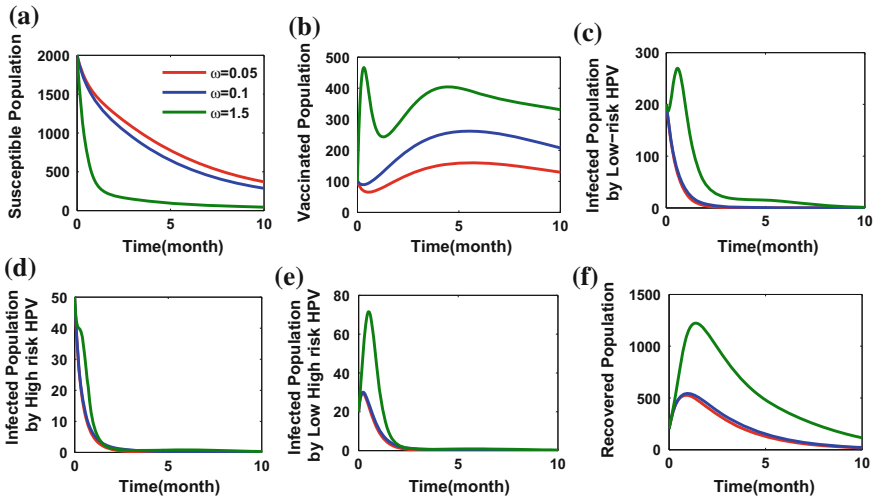 (a)
Susceptible Population
2000
1500
1000
500
0
0 5 10
Time(month)
ω=0.05
ω=0.1
ω=1.5
(b)
Vaccinated Population
500
400
300
200
100
0
0 5 10
Time(month)
(c)
Infected Population
by Low-risk HPV
300
200
100
0
0 5 10
Time(month)
(d)
Infected Population
by High risk HPV
50
40
30
20
10
0
0 5 10
Time(month)
(e)
Infected Population
by Low High risk HPV
80
60
40
20
0
0 5 10
Time(month)
(f)
Recovered Population
1500
1000
500
0
0 5 10
Time(month)